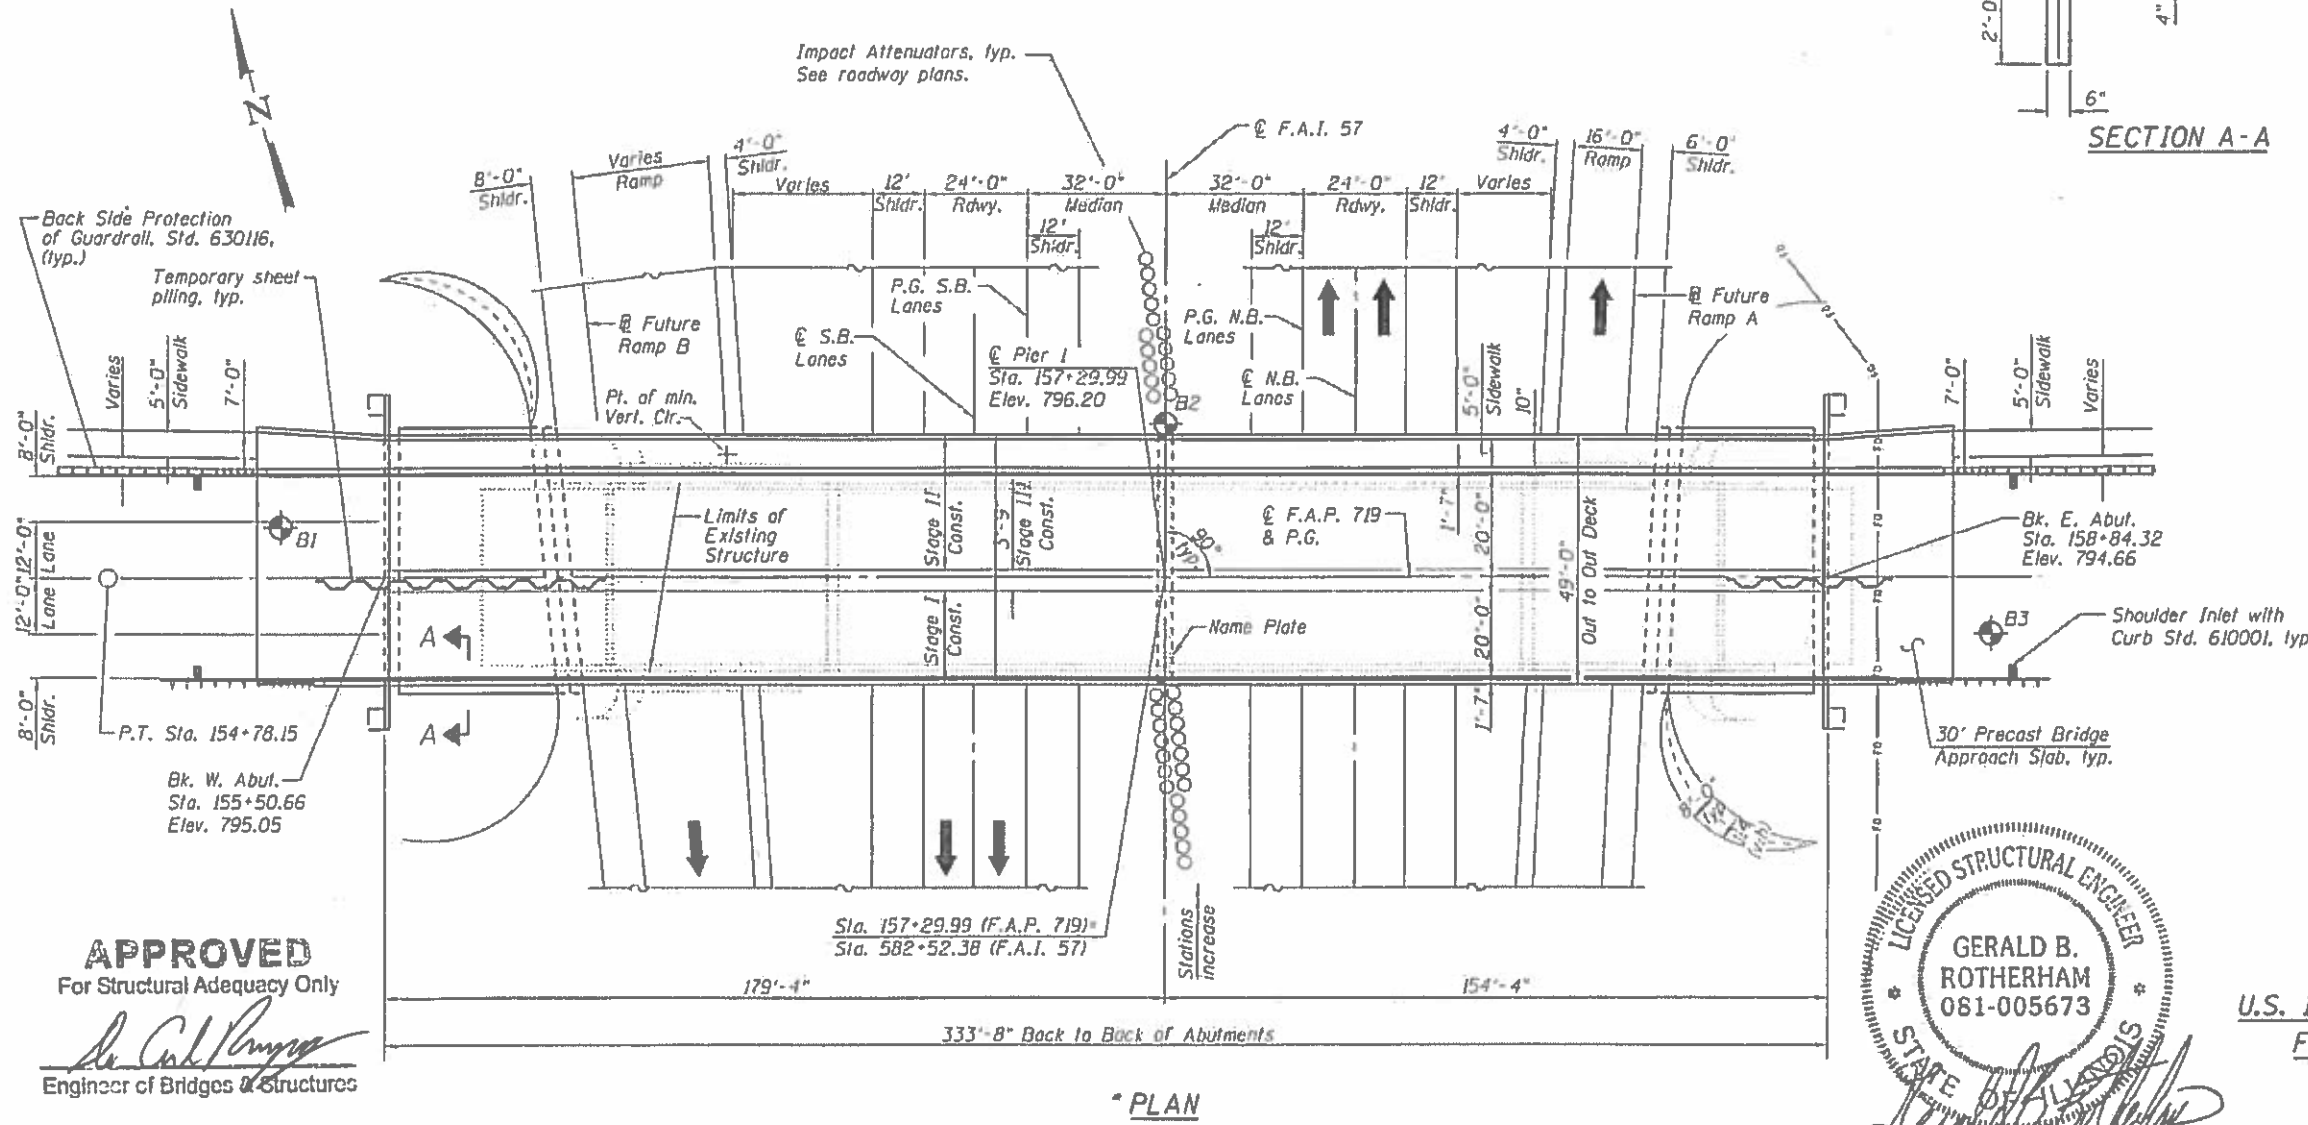 2'-0"
4"
6"
SECTION A-A
Impact Attenuators, typ.
See roadway plans.
N
℄ F.A.I. 57
8'-0"
Shldr.
Varies
Ramp
4'-0"
Shldr.
Varies
12'
Shldr.
24'-0"
Rdwy.
32'-0"
Median
12'
Shldr.
32'-0"
Median
12'
Shldr.
24'-0"
Rdwy.
12'
Shldr.
Varies
4'-0"
Shldr.
16'-0"
Ramp
6'-0"
Shldr.
Back Side Protection
of Guardrail, Std. 630116,
(typ.)
Temporary sheet
piling, typ.
Future
Ramp B
P.G. S.B.
Lanes
℄ S.B.
Lanes
℄ Pier 1
Sta. 157+29.99
Elev. 796.20
B2
P.G. N.B.
Lanes
℄ N.B.
Lanes
Future
Ramp A
Pt. of min.
Vert. Clr.
Varies
5'-0"
Sidewalk
7'-0"
8'-0"
Shldr.
5'-0"
Sidewalk
10"
7'-0"
5'-0"
Sidewalk
Varies
B1
12'-0"
Lane
12'-0"
Lane
8'-0"
Shldr.
Limits of
Existing
Structure
Stage II
Const.
Stage III
Const.
Stage I
Const.
90°
typ.
℄ F.A.P. 719
& P.G.
1'-7"
20'-0"
20'-0"
1'-7"
49'-0"
Out to Out Deck
Name Plate
Bk. E. Abut.
Sta. 158+84.32
Elev. 794.66
B3
Shoulder Inlet with
Curb Std. 610001, typ
30' Precast Bridge
Approach Slab, typ.
A
A
P.T. Sta. 154+78.15
Bk. W. Abut.
Sta. 155+50.66
Elev. 795.05
8'-0"
Sta. 157+29.99 (F.A.P. 719)=
Sta. 582+52.38 (F.A.I. 57)
Stations
Increase
179'-4"
154'-4"
333'-8" Back to Back of Abutments
* PLAN
APPROVED
For Structural Adequacy Only
Engineer of Bridges & Structures
LICENSED STRUCTURAL ENGINEER
GERALD B.
ROTHERHAM
081-005673
STATE OF ILLINOIS
U.S.
F